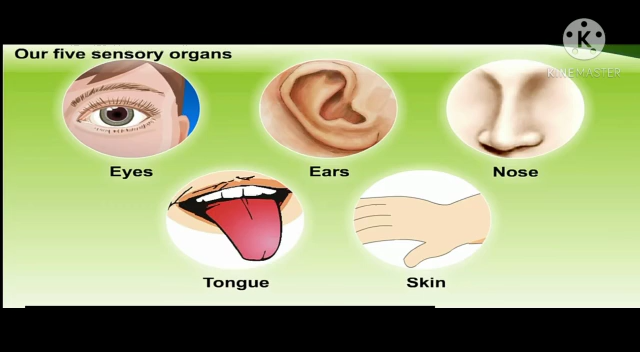 Our five sensory organs
K
KINEMASTER
Eyes
Ears
Nose
Tongue
Skin